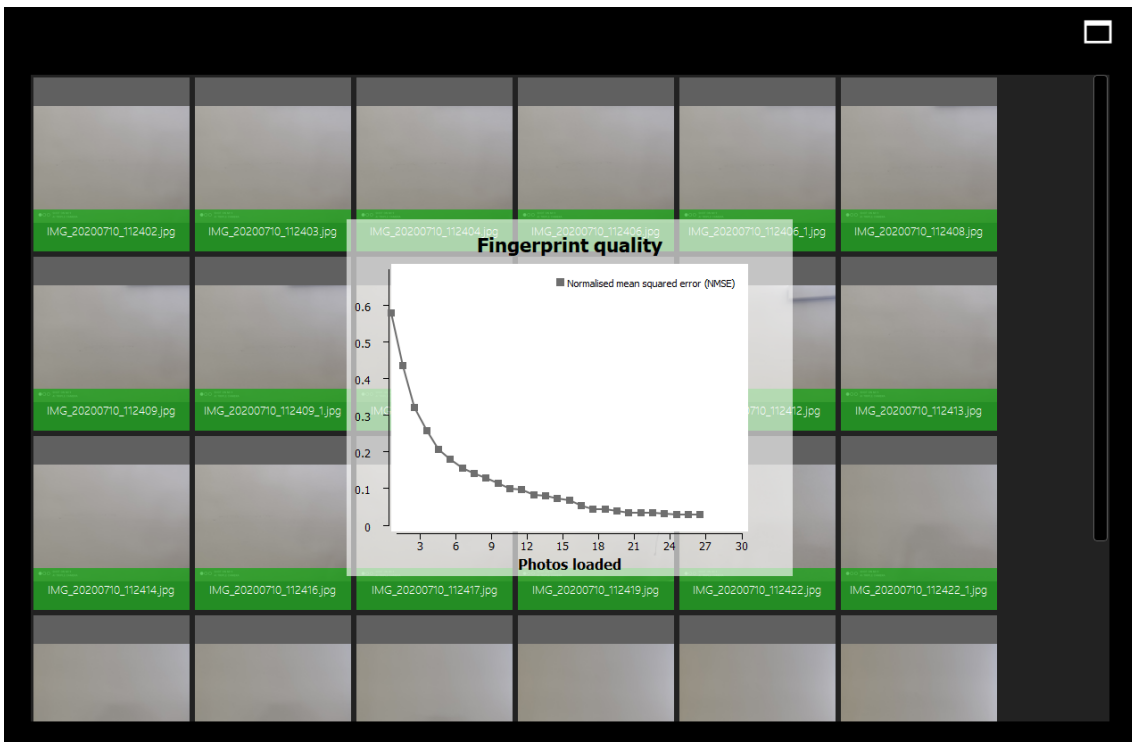 IMG_20200710_112402.jpg
IMG_20200710_112403.jpg
IMG_20200710_112404.jpg
IMG_20200710_112406.jpg
IMG_20200710_112406_1.jpg
IMG_20200710_112408.jpg
Fingerprint quality
Normalised mean squared error (NMSE)
0.6
0.5
0.4
0.3
0.2
0.1
0
3 6 9 12 15 18 21 24 27 30
Photos loaded
IMG_20200710_112409.jpg
IMG_20200710_112409_1.jpg
IMG_20200710_112413.jpg
IMG_20200710_112414.jpg
IMG_20200710_112416.jpg
IMG_20200710_112417.jpg
IMG_20200710_112419.jpg
IMG_20200710_112422.jpg
IMG_20200710_112422_1.jpg